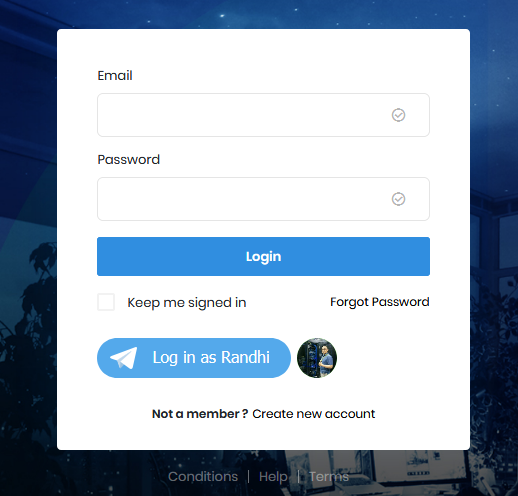 Email
Password
Login
Keep me signed in Forgot Password
Log in as Randhi
Not a member ? Create new account
Conditions | Help | Terms